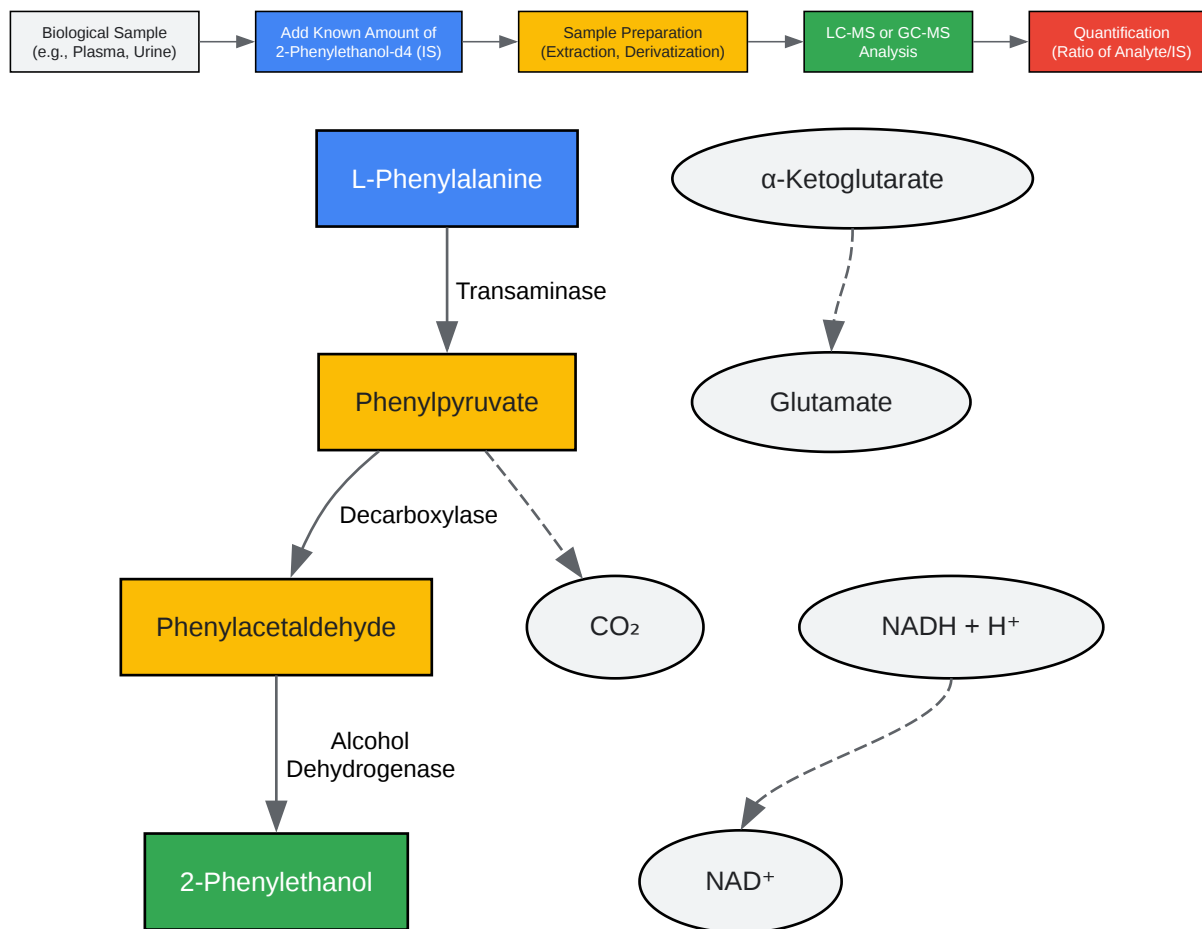 Biological Sample
(e.g., Plasma, Urine)
Add Known Amount of
2-Phenylethanol-d4 (IS)
Sample Preparation
(Extraction, Derivatization)
LC-MS or GC-MS
Analysis
Quantification
(Ratio of Analyte/IS)
L-Phenylalanine
α-Ketoglutarate
Transaminase
Phenylpyruvate
Glutamate
Decarboxylase
Phenylacetaldehyde
CO₂
NADH + H⁺
Alcohol
Dehydrogenase
2-Phenylethanol
NAD⁺